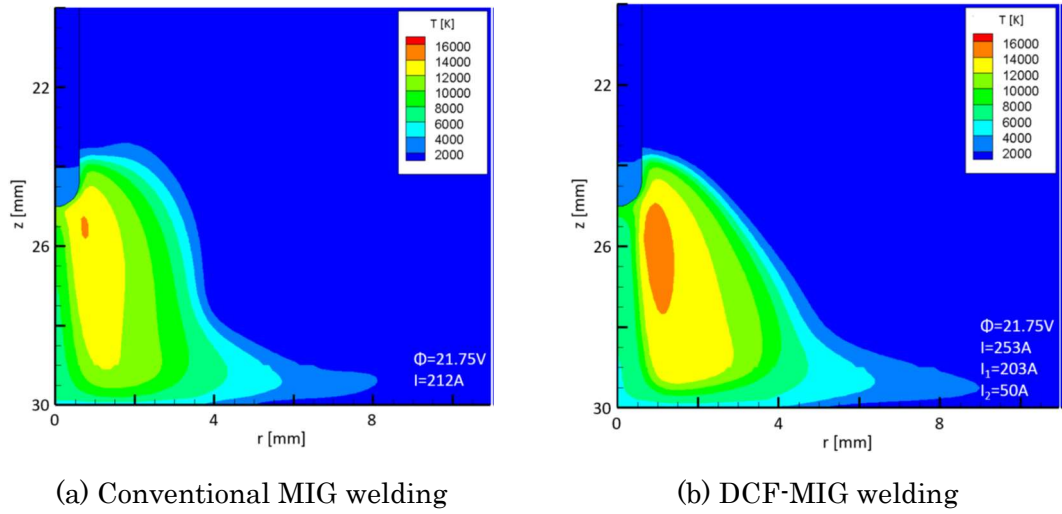 T [K]
16000
14000
12000
10000
8000
6000
4000
2000
22
26
30
z [mm]
Φ=21.75V
I=212A
0
4
8
r [mm]
(a) Conventional MIG welding
T [K]
16000
14000
12000
10000
8000
6000
4000
2000
22
26
30
z [mm]
Φ=21.75V
I=253A
I₁=203A
I₂=50A
0
4
8
r [mm]
(b) DCF-MIG welding